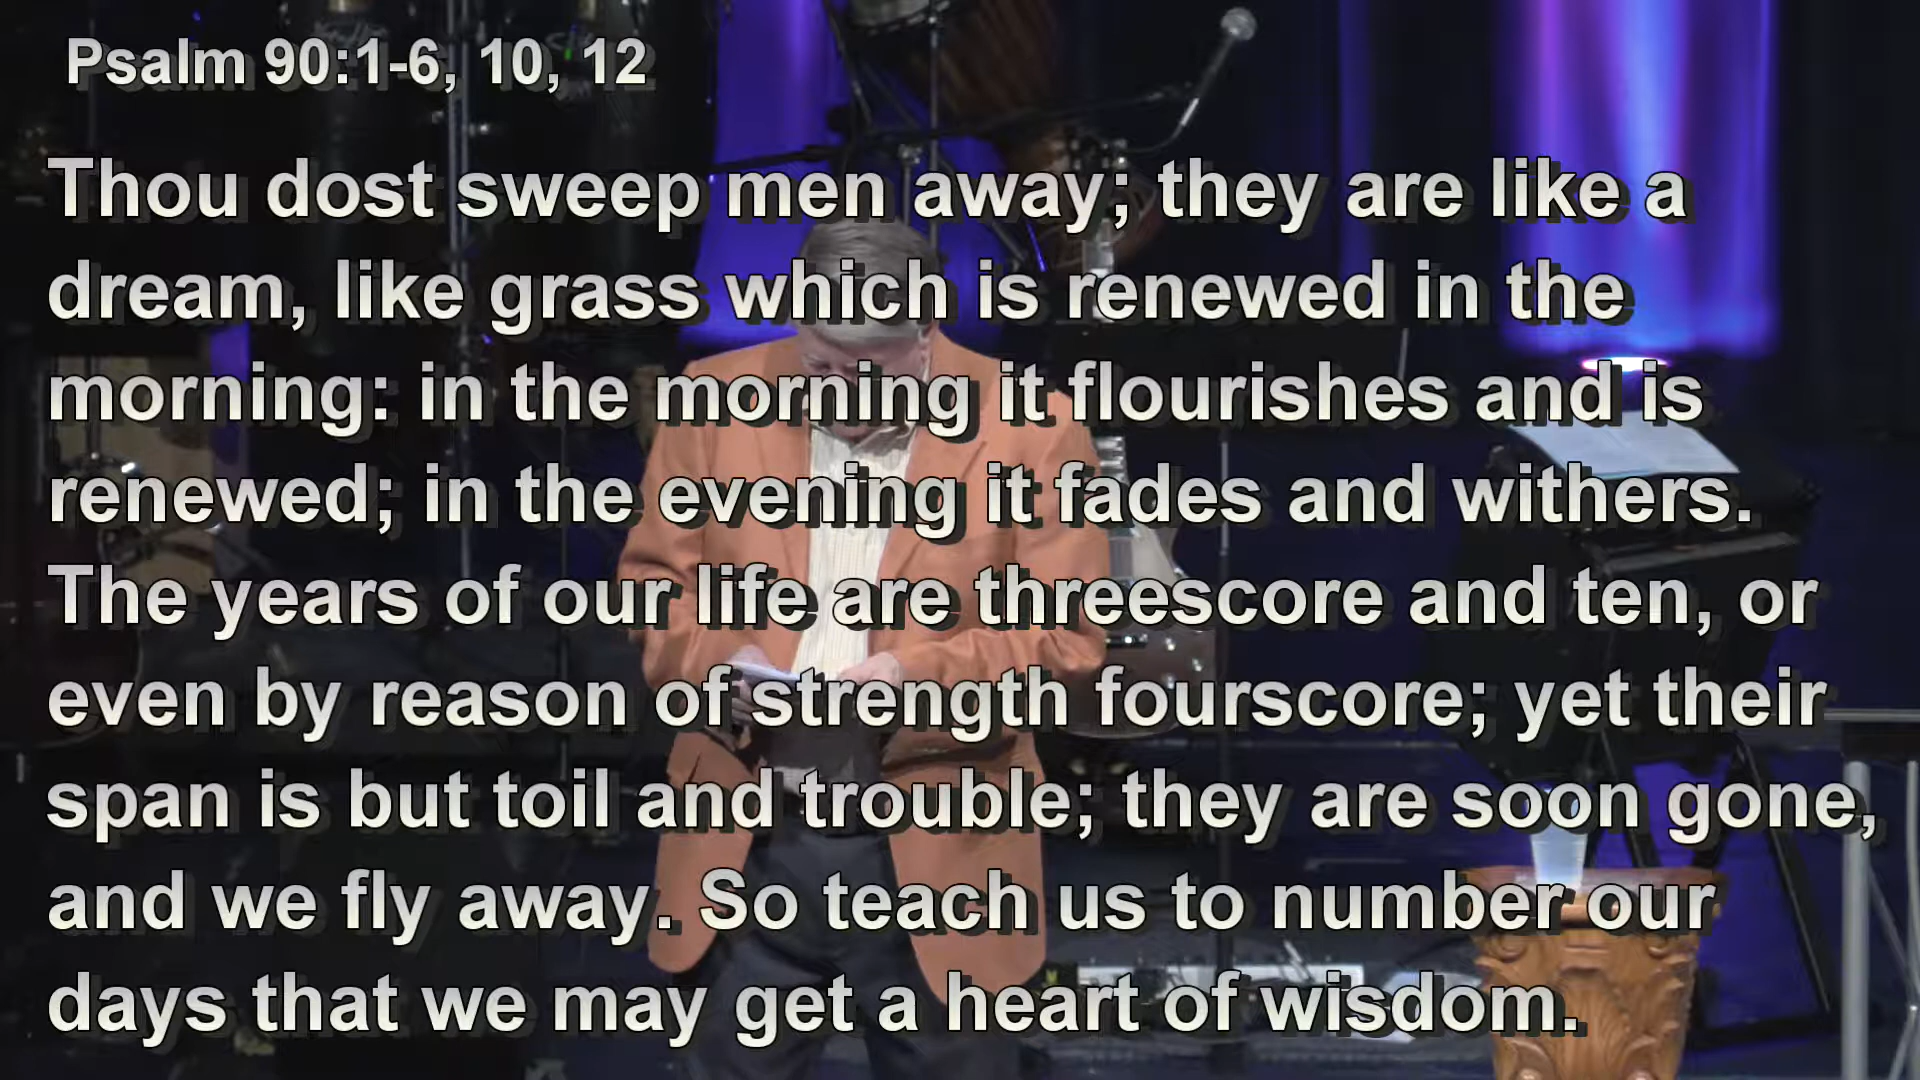 Psalm 90:1-6, 10, 12
Thou dost sweep men away; they are like a
dream, like grass which is renewed in the
morning: in the morning it flourishes and is
renewed; in the evening it fades and withers.
The years of our life are threescore and ten, or
even by reason of strength fourscore; yet their
span is but toil and trouble; they are soon gone,
and we fly away. So teach us to number our
days that we may get a heart of wisdom.